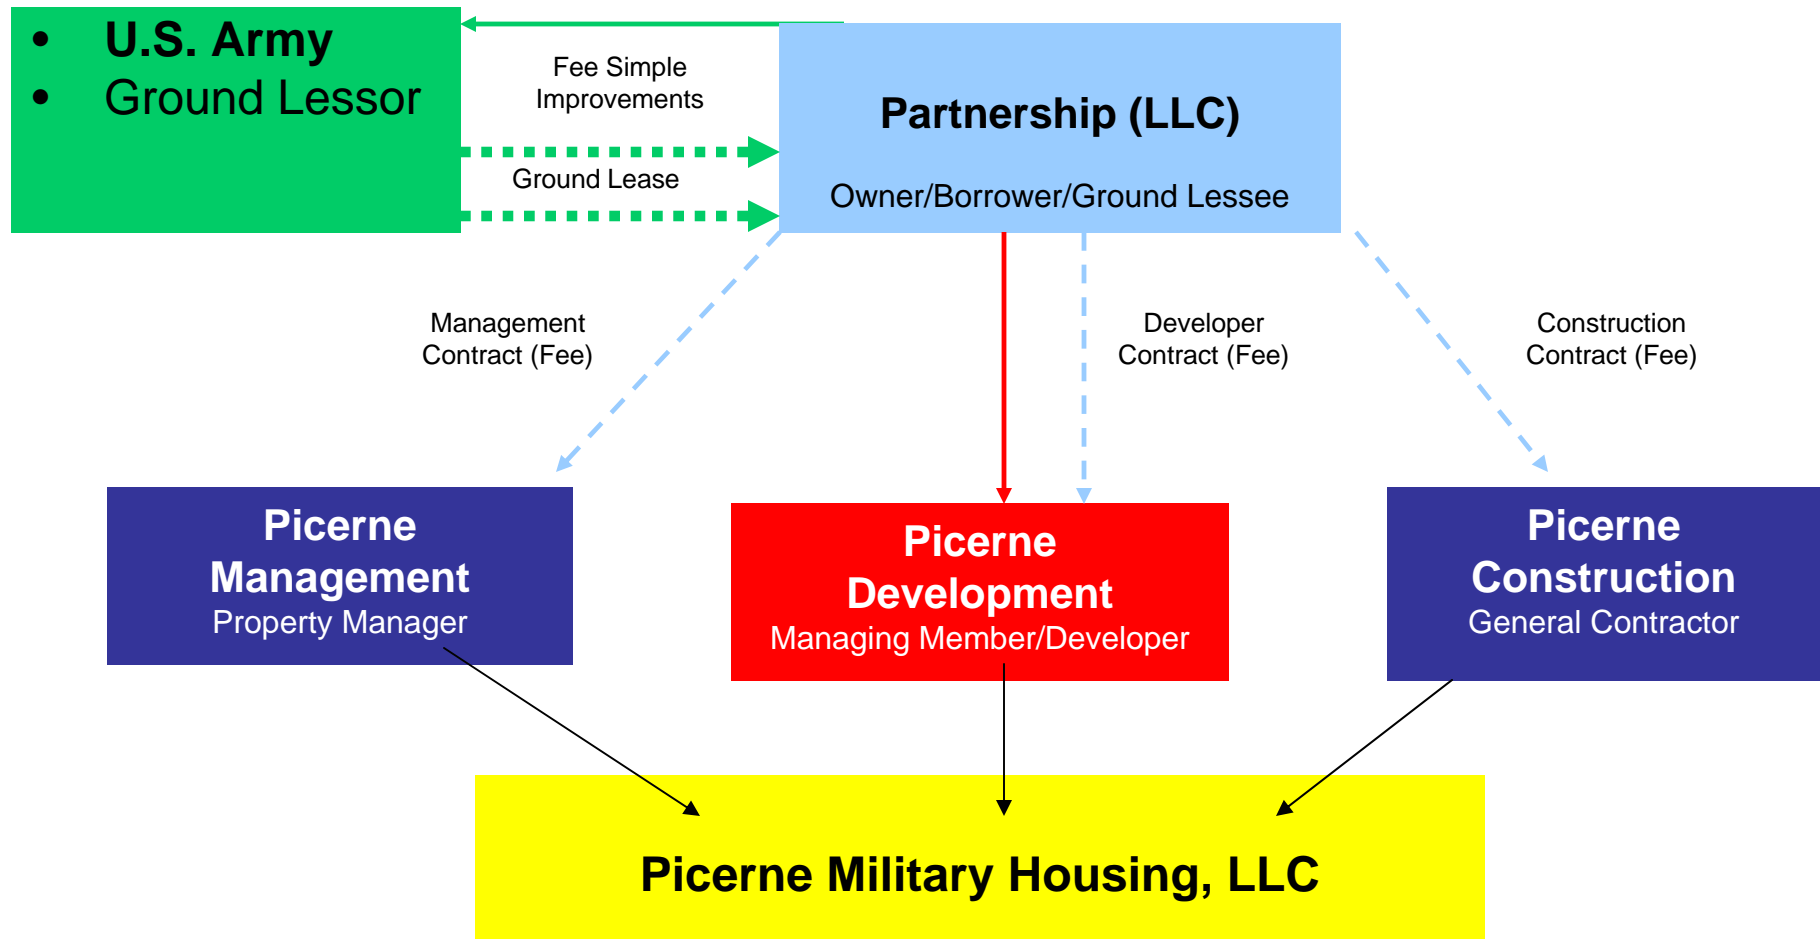 • U.S. Army
• Ground Lessor
Fee Simple
Improvements
Ground Lease
Partnership (LLC)
Owner/Borrower/Ground Lessee
Management
Contract (Fee)
Developer
Contract (Fee)
Construction
Contract (Fee)
Picerne
Management
Property Manager
Picerne
Development
Managing Member/Developer
Picerne
Construction
General Contractor
Picerne Military Housing, LLC